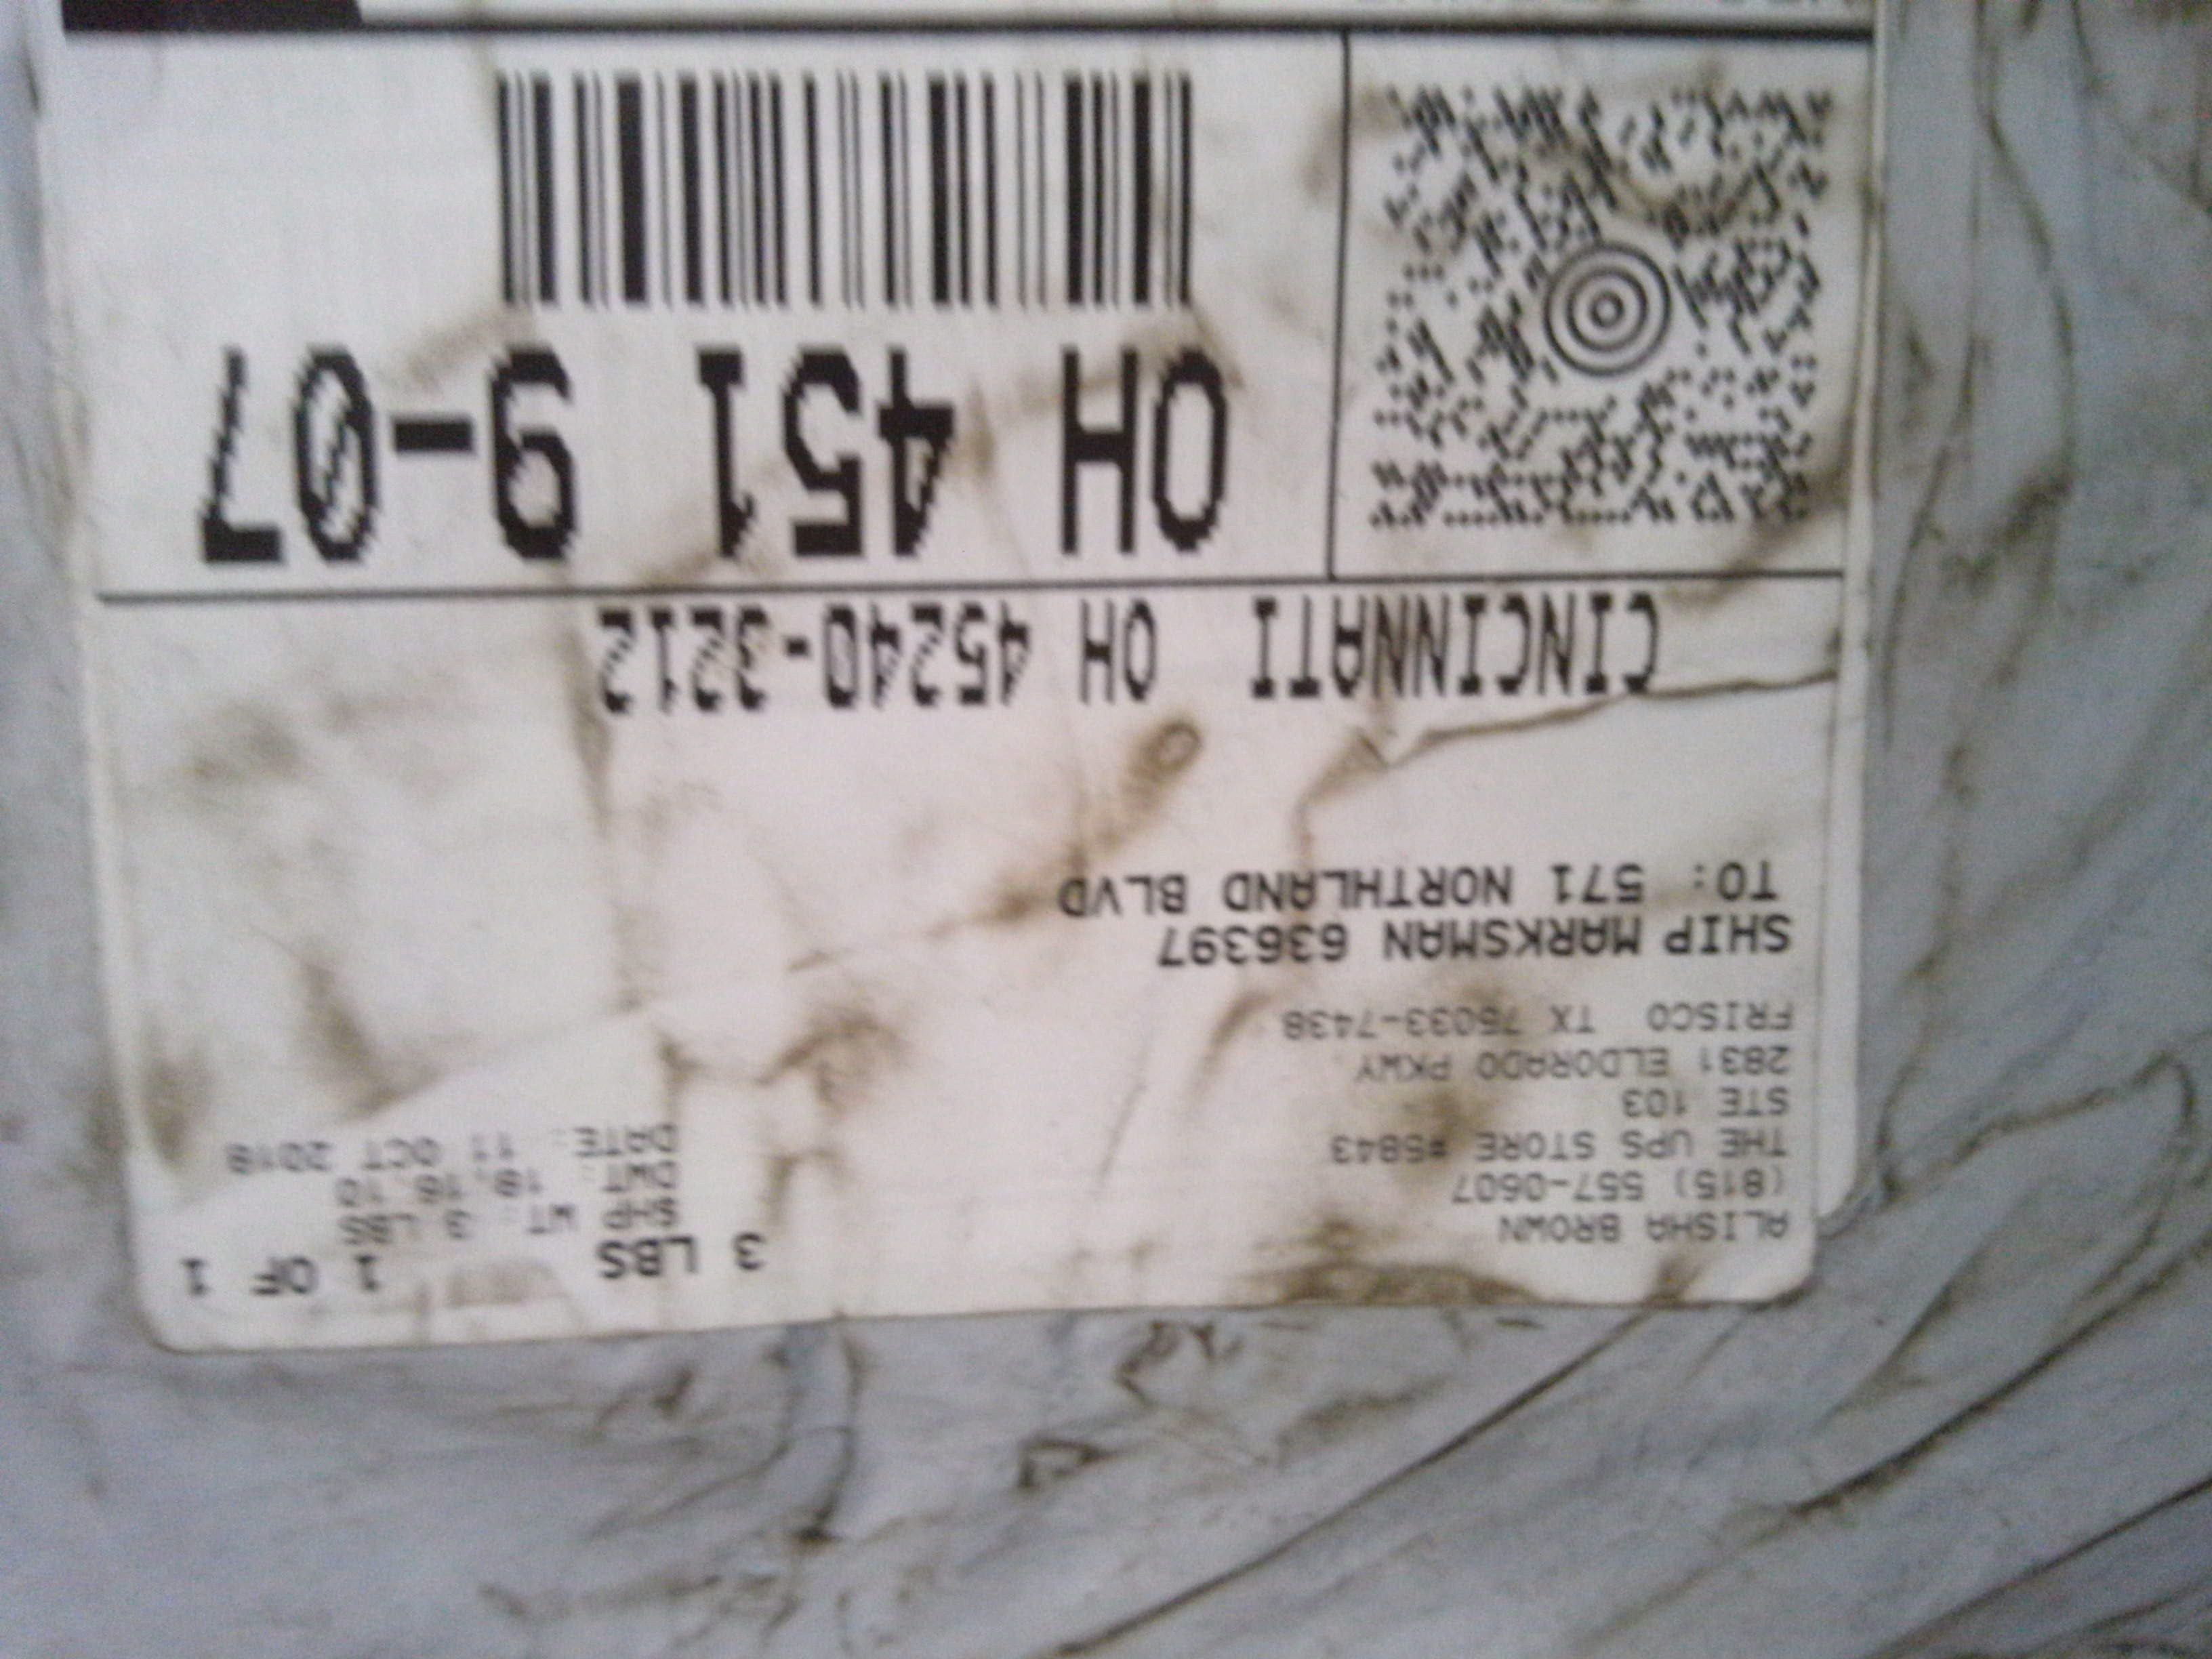 ALISHA BROWN
(815) 557-0607
THE UPS STORE #5843
STE 103
2831 ELDORADO PKWY
FRISCO TX 75033-7438
3 LBS 1 OF 1
SHP WT: 3 LBS
DWT: 18,16,10
DATE: 11 OCT 2018
SHIP MARKSMAN 636397
TO: 571 NORTHLAND BLVD
CINCINNATI OH 45240-3212
OH 451 9-07